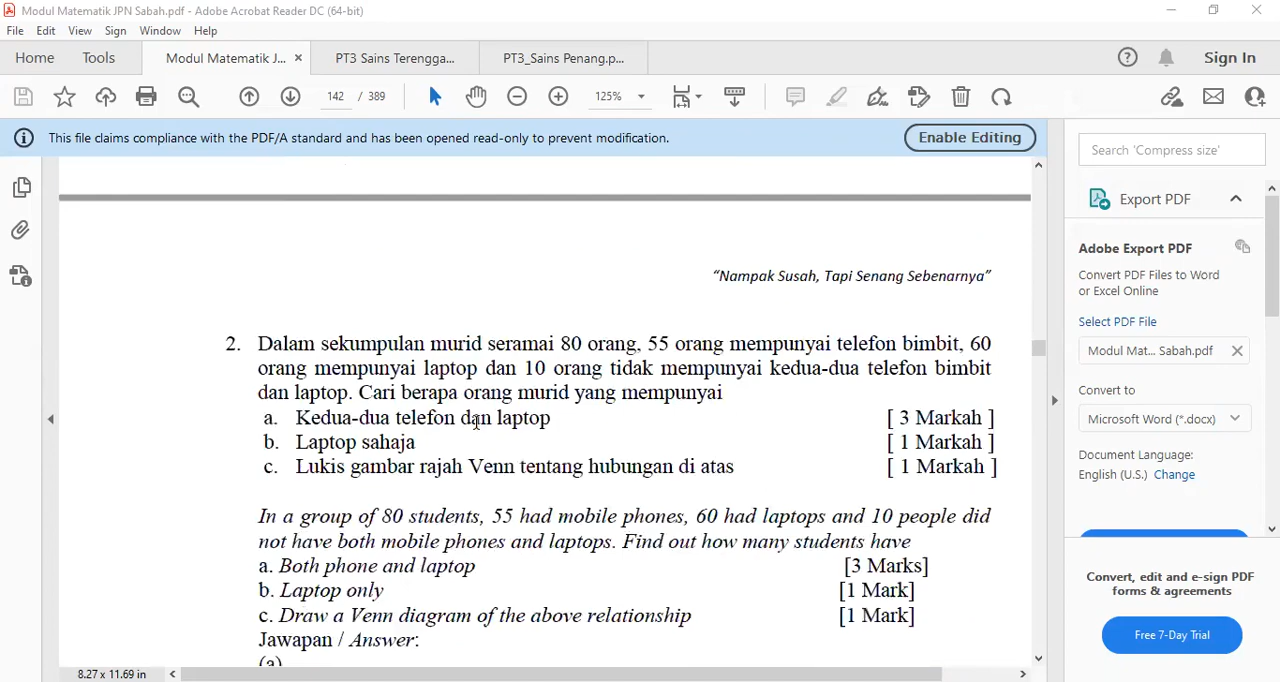 Modul Matematik JPN Sabah.pdf - Adobe Acrobat Reader DC (64-bit)
File Edit View Sign Window Help
Home Tools Modul Matematik J... × PT3 Sains Terengga... PT3_Sains Penang.p... Sign In
142 / 389 125%
This file claims compliance with the PDF/A standard and has been opened read-only to prevent modification. Enable Editing
“Nampak Susah, Tapi Senang Sebenarnya”
2. Dalam sekumpulan murid seramai 80 orang, 55 orang mempunyai telefon bimbit, 60
orang mempunyai laptop dan 10 orang tidak mempunyai kedua-dua telefon bimbit
dan laptop. Cari berapa orang murid yang mempunyai
a. Kedua-dua telefon dan laptop [ 3 Markah ]
b. Laptop sahaja [ 1 Markah ]
c. Lukis gambar rajah Venn tentang hubungan di atas [ 1 Markah ]
In a group of 80 students, 55 had mobile phones, 60 had laptops and 10 people did
not have both mobile phones and laptops. Find out how many students have
a. Both phone and laptop [3 Marks]
b. Laptop only [1 Mark]
c. Draw a Venn diagram of the above relationship [1 Mark]
Jawapan / Answer:
(a)
8.27 x 11.69 in
Search 'Compress size'
Export PDF
Adobe Export PDF
Convert PDF Files to Word
or Excel Online
Select PDF File
Modul Mat... Sabah.pdf
Convert to
Microsoft Word (*.docx)
Document Language:
English (U.S.) Change
Convert, edit and e-sign PDF
forms & agreements
Free 7-Day Trial